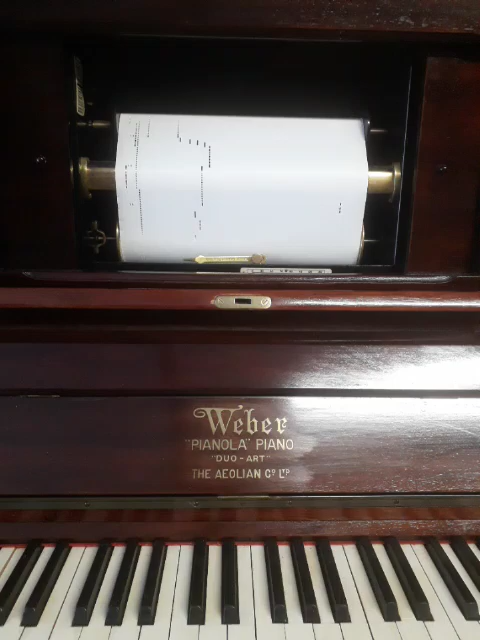 Weber
"PIANOLA" PIANO
"DUO-ART"
THE AEOLIAN Cº Lᵀᴰ